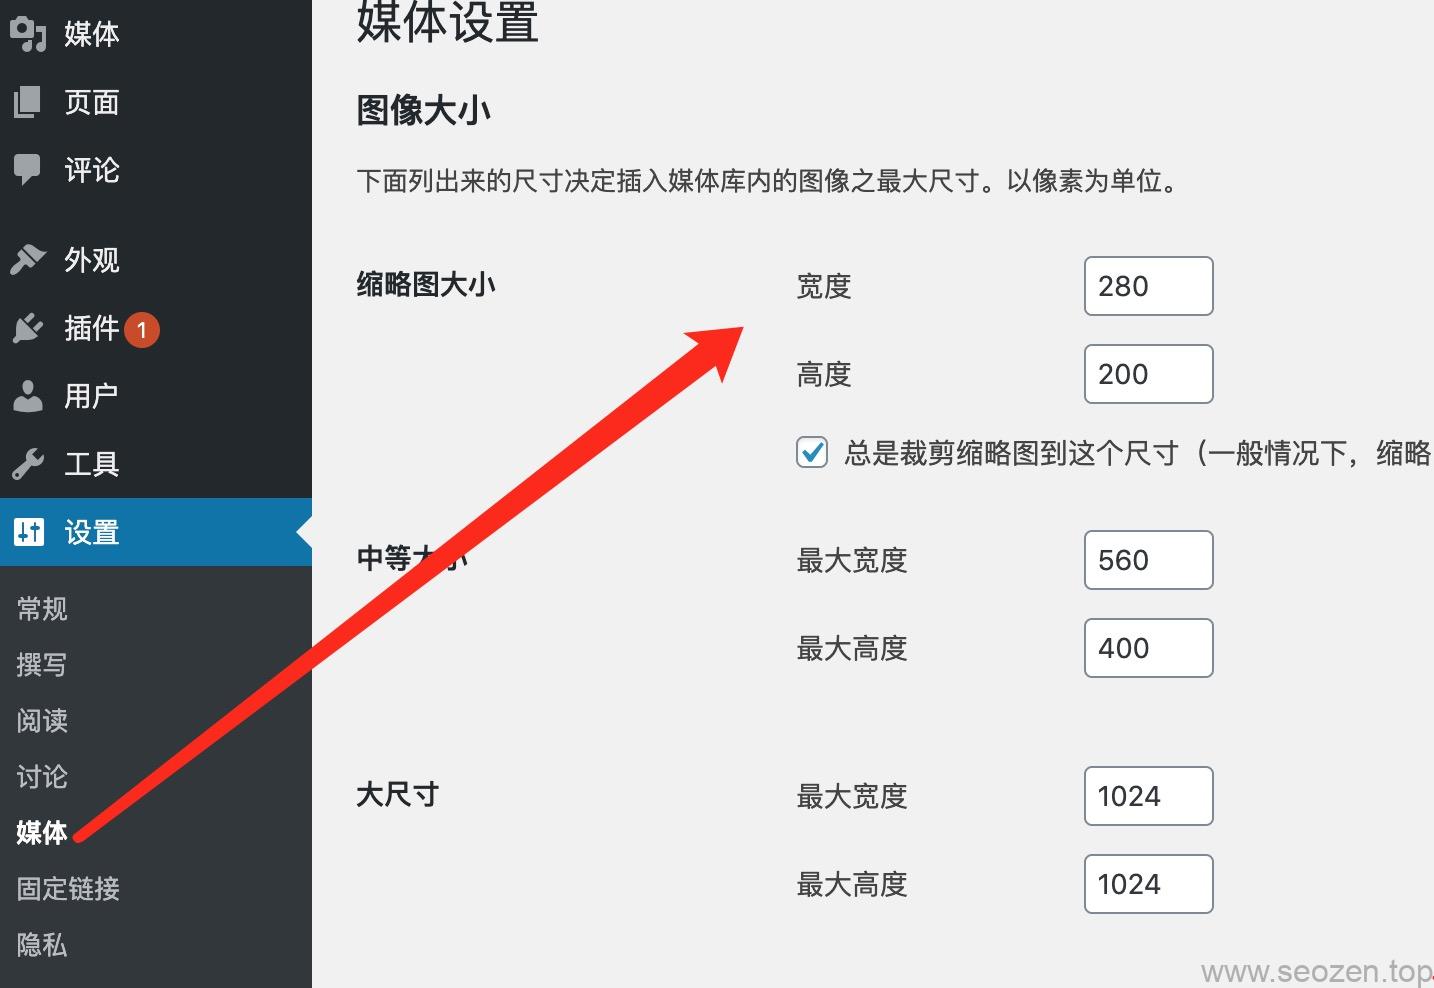 媒体
页面
评论
外观
插件 1
用户
工具
设置
常规
撰写
阅读
讨论
媒体
固定链接
隐私
媒体设置
图像大小
下面列出来的尺寸决定插入媒体库内的图像之最大尺寸。以像素为单位。
缩略图大小
宽度 280
高度 200
总是裁剪缩略图到这个尺寸（一般情况下，缩略
中等大小
最大宽度 560
最大高度 400
大尺寸
最大宽度 1024
最大高度 1024
www.seozen.top